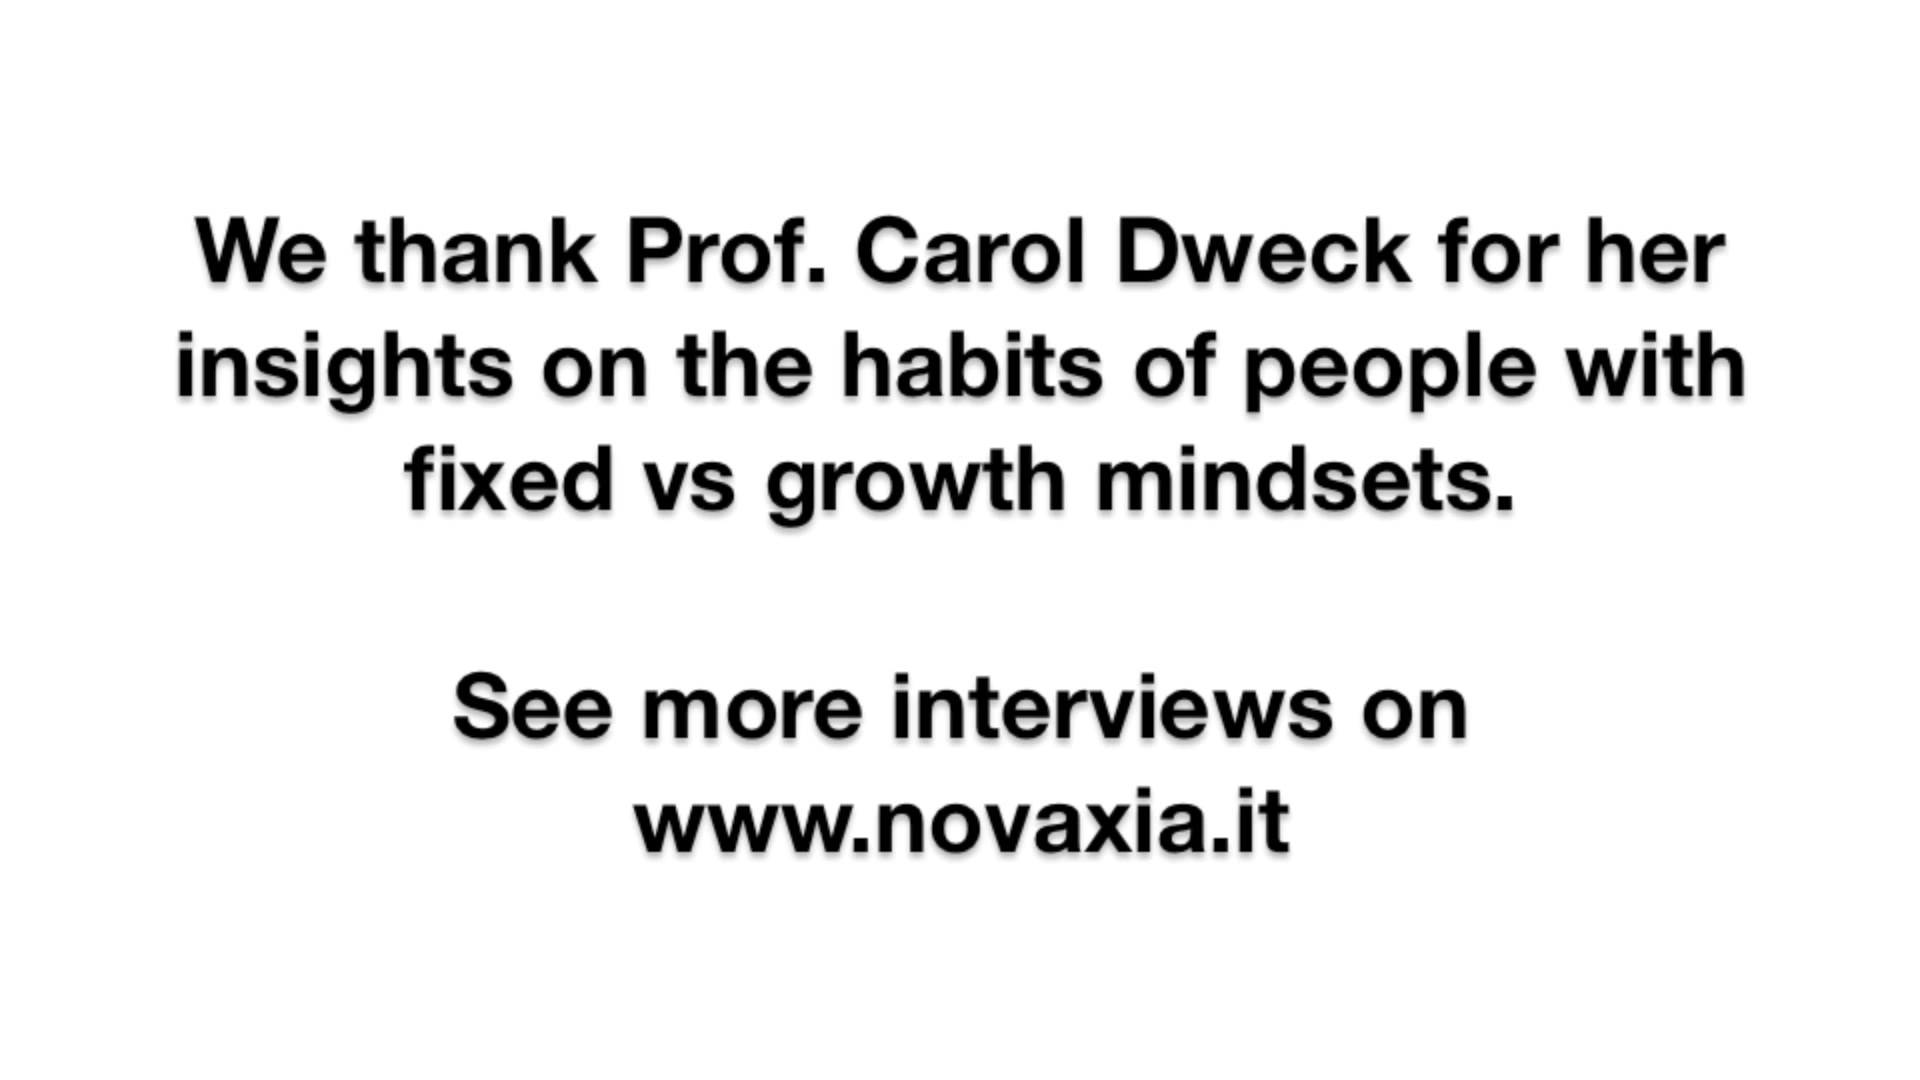 We thank Prof. Carol Dweck for her
insights on the habits of people with
fixed vs growth mindsets.
See more interviews on
www.novaxia.it